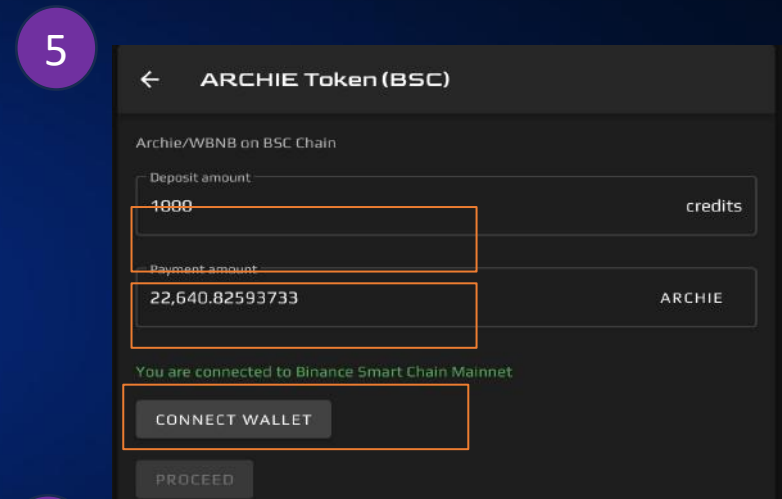 5
ARCHIE Token (BSC)
Archie/WBNB on BSC Chain
Deposit amount
1000 credits
Payment amount
22,640.82593733 ARCHIE
You are connected to Binance Smart Chain Mainnet
CONNECT WALLET
PROCEED